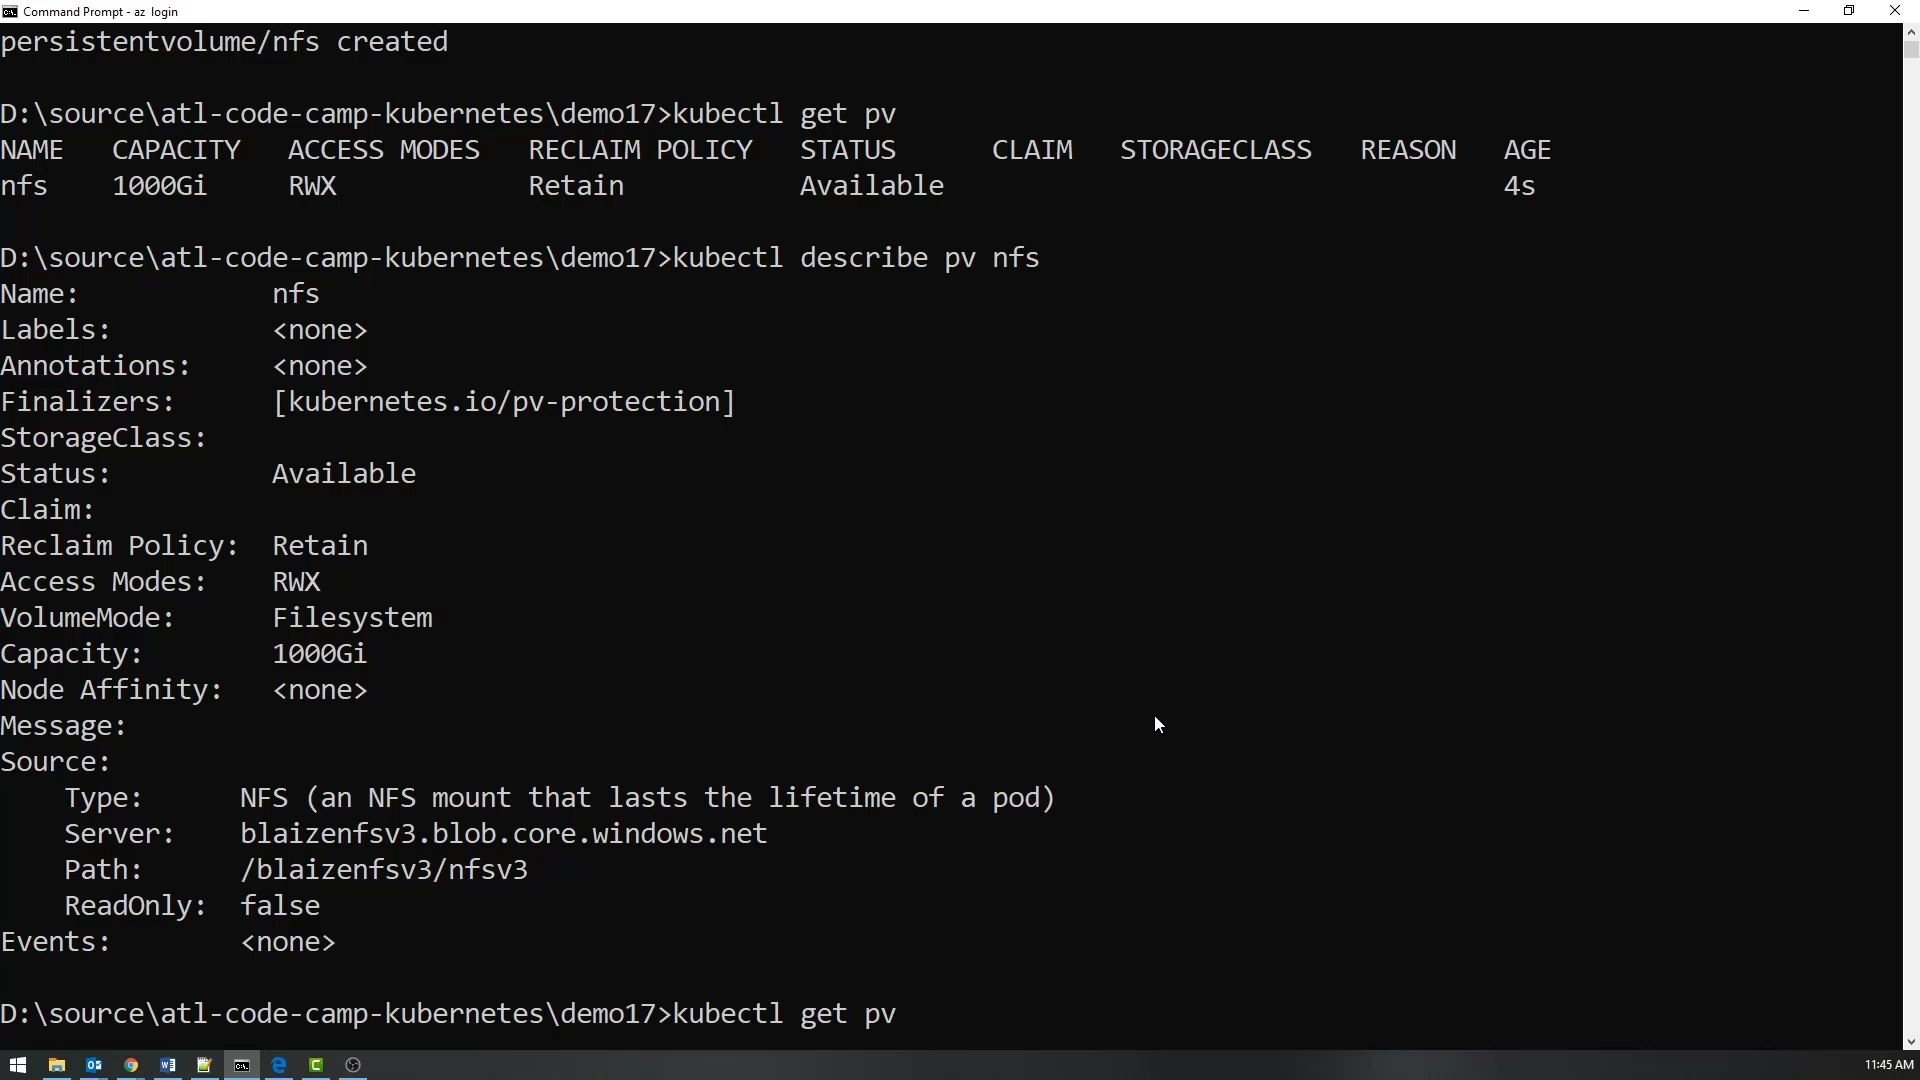 Command Prompt - az login
persistentvolume/nfs created
D:\source\atl-code-camp-kubernetes\demo17>kubectl get pv
NAME   CAPACITY   ACCESS MODES   RECLAIM POLICY   STATUS      CLAIM   STORAGECLASS   REASON   AGE
nfs    1000Gi     RWX            Retain           Available                                   4s
D:\source\atl-code-camp-kubernetes\demo17>kubectl describe pv nfs
Name:            nfs
Labels:          <none>
Annotations:     <none>
Finalizers:      [kubernetes.io/pv-protection]
StorageClass:
Status:          Available
Claim:
Reclaim Policy:  Retain
Access Modes:    RWX
VolumeMode:      Filesystem
Capacity:        1000Gi
Node Affinity:   <none>
Message:
Source:
    Type:      NFS (an NFS mount that lasts the lifetime of a pod)
    Server:    blaizenfsv3.blob.core.windows.net
    Path:      /blaizenfsv3/nfsv3
    ReadOnly:  false
Events:        <none>
D:\source\atl-code-camp-kubernetes\demo17>kubectl get pv
11:45 AM